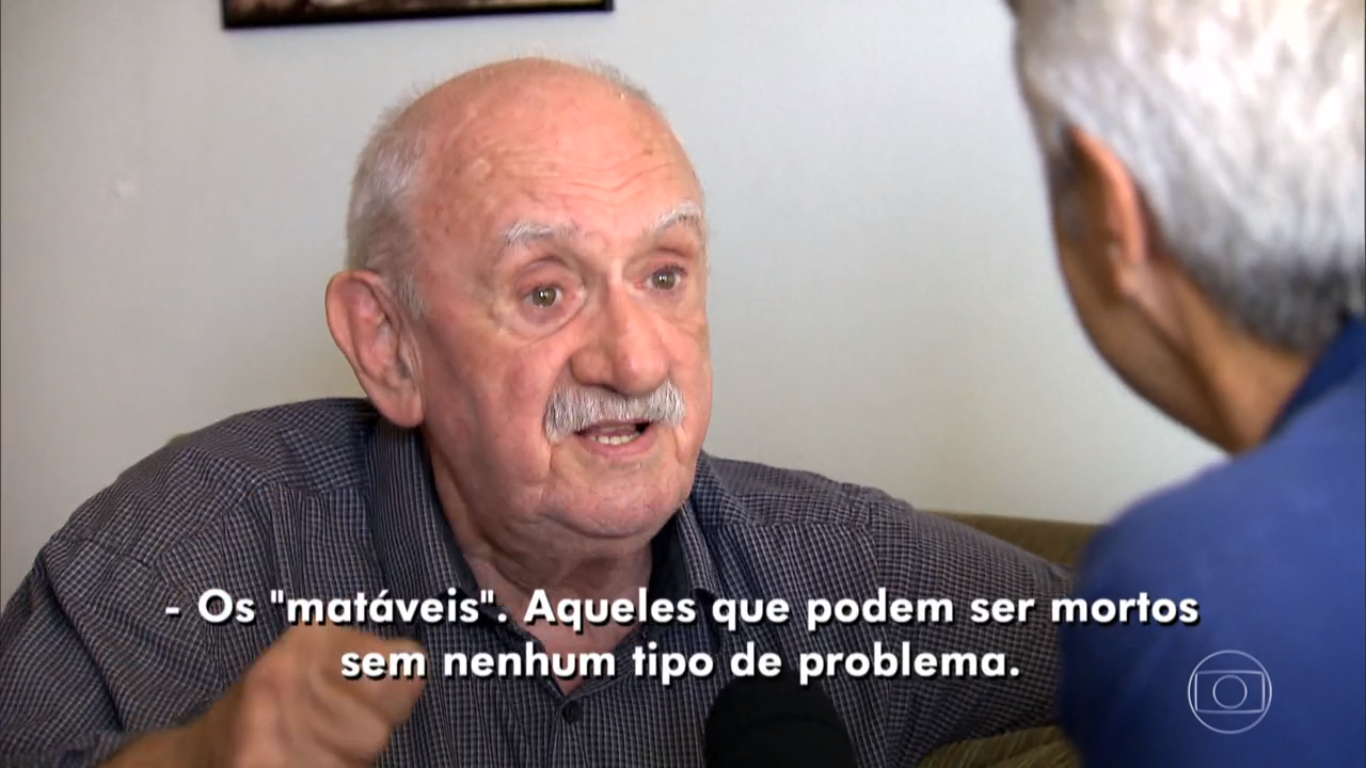 - Os "matáveis". Aqueles que podem ser mortos
sem nenhum tipo de problema.